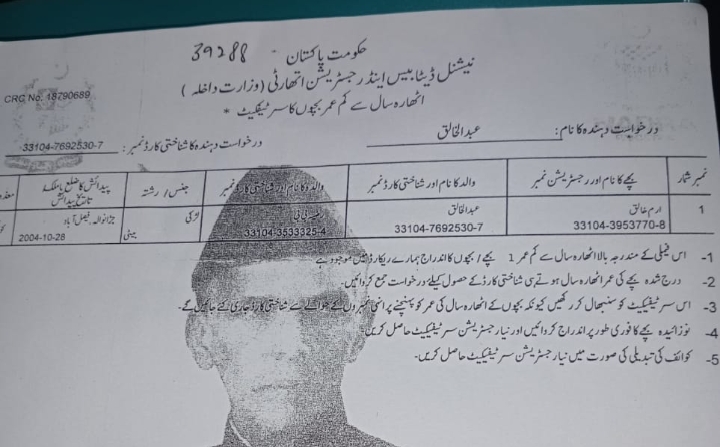 39288
حکومت پاکستان
نیشنل ڈیٹا بیس اینڈ رجسٹریشن اتھارٹی (وزارت داخلہ)
CRC No. 18790689
اٹھارہ سال سے کم عمر بچوں کا سرٹیفکیٹ *
درخواست دہندہ کا نام: عبدالخالق
درخواست دہندہ کا شناختی کارڈ نمبر: 33104-7692530-7
نمبر شمار بچے کا نام اور رجسٹریشن نمبر والد کا نام اور شناختی کارڈ نمبر والدہ کا نام اور شناختی کارڈ نمبر جنس / رشتہ پیدائش کا ضلع یا ملک
تاریخ پیدائش
1 ارم خالق عبدالخالق بی بی لڑکی جڑانوالہ، فیصل آباد
33104-3953770-8 33104-7692530-7 33104-3533325-4 بیٹی 2004-10-28
1- اس فیملی کے مندرجہ بالا اٹھارہ سال سے کم عمر 1 بچے / بچوں کا اندراج ہمارے ریکارڈ میں موجود ہے
2- درج شدہ بچے کی عمر اٹھارہ سال ہوتے ہی شناختی کارڈ کے حصول کیلئے درخواست جمع کروائیں۔
3- اس سرٹیفکیٹ کو سنبھال کر رکھیں کیونکہ بچوں کے اٹھارہ سال کی عمر کو پہنچنے پر انہی نمبروں کے حوالے سے شناختی کارڈ جاری کئے جائیں گے۔
4- نوزائیدہ بچے کا فوری طور پر اندراج کروائیں اور نیا رجسٹریشن سرٹیفکیٹ حاصل کریں۔
5- کوائف کی تبدیلی کی صورت میں نیا رجسٹریشن سرٹیفکیٹ حاصل کریں۔